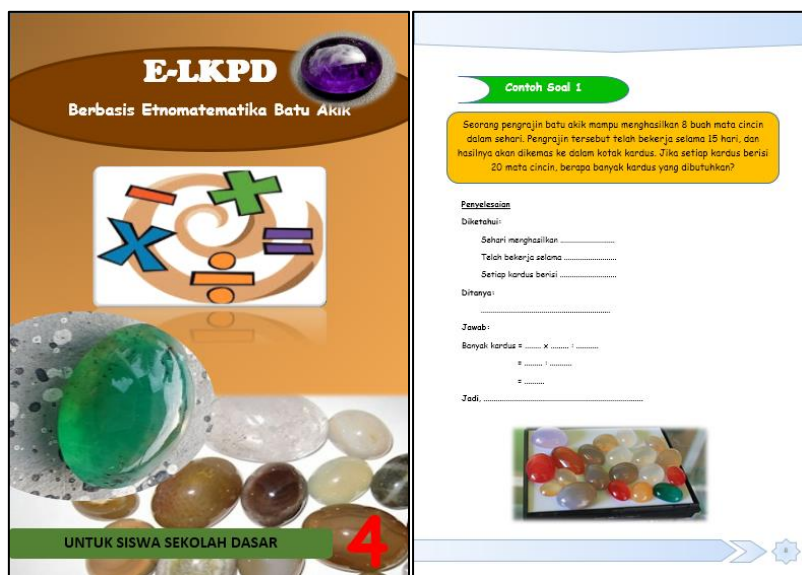 E-LKPD
Berbasis Etnomatematika Batu Akik
UNTUK SISWA SEKOLAH DASAR
4
Contoh Soal 1
Seorang pengrajin batu akik mampu menghasilkan 8 buah mata cincin
dalam sehari. Pengrajin tersebut telah bekerja selama 15 hari, dan
hasilnya akan dikemas ke dalam kotak kardus. Jika setiap kardus berisi
20 mata cincin, berapa banyak kardus yang dibutuhkan?
Penyelesaian
Diketahui:
Sehari menghasilkan ........................
Telah bekerja selama ........................
Setiap kardus berisi ........................
Ditanya:
........................................................
Jawab:
Banyak kardus = ....... x ........ : ..........
= ........ : ..........
= .........
Jadi, ......................................................................